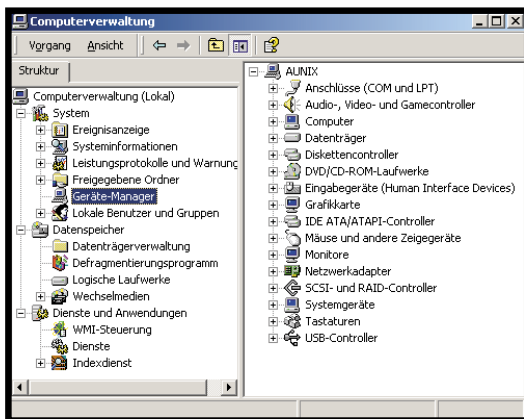 Computerverwaltung
Vorgang Ansicht
Struktur
Computerverwaltung (Lokal)
System
Ereignisanzeige
Systeminformationen
Leistungsprotokolle und Warnung
Freigegebene Ordner
Geräte-Manager
Lokale Benutzer und Gruppen
Datenspeicher
Datenträgerverwaltung
Defragmentierungsprogramm
Logische Laufwerke
Wechselmedien
Dienste und Anwendungen
WMI-Steuerung
Dienste
Indexdienst
AUNIX
Anschlüsse (COM und LPT)
Audio-, Video- und Gamecontroller
Computer
Datenträger
Diskettencontroller
DVD/CD-ROM-Laufwerke
Eingabegeräte (Human Interface Devices)
Grafikkarte
IDE ATA/ATAPI-Controller
Mäuse und andere Zeigegeräte
Monitore
Netzwerkadapter
SCSI- und RAID-Controller
Systemgeräte
Tastaturen
USB-Controller